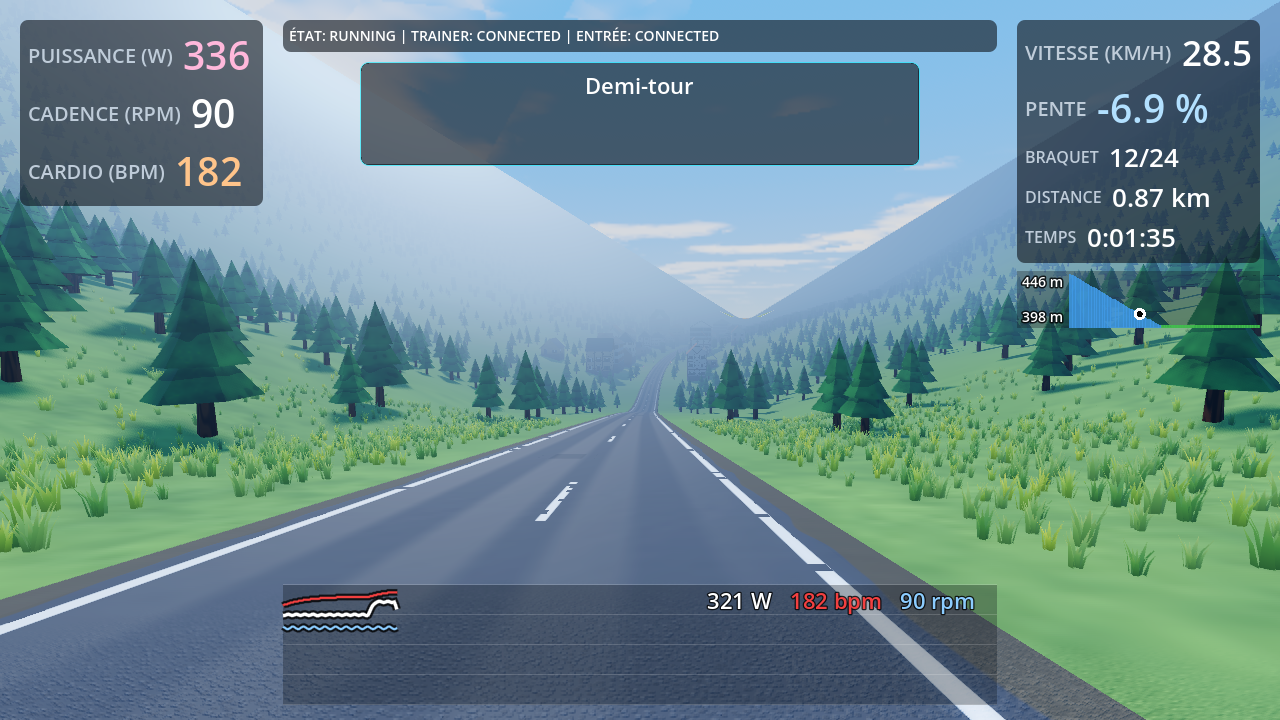 PUISSANCE (W) 336
CADENCE (RPM) 90
CARDIO (BPM) 182
ÉTAT: RUNNING | TRAINER: CONNECTED | ENTRÉE: CONNECTED
Demi-tour
VITESSE (KM/H) 28.5
PENTE -6.9 %
BRAQUET 12/24
DISTANCE 0.87 km
TEMPS 0:01:35
446 m
398 m
321 W 182 bpm 90 rpm